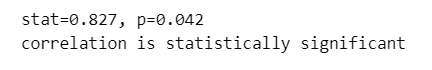 stat=0.827, p=0.042
correlation is statistically significant